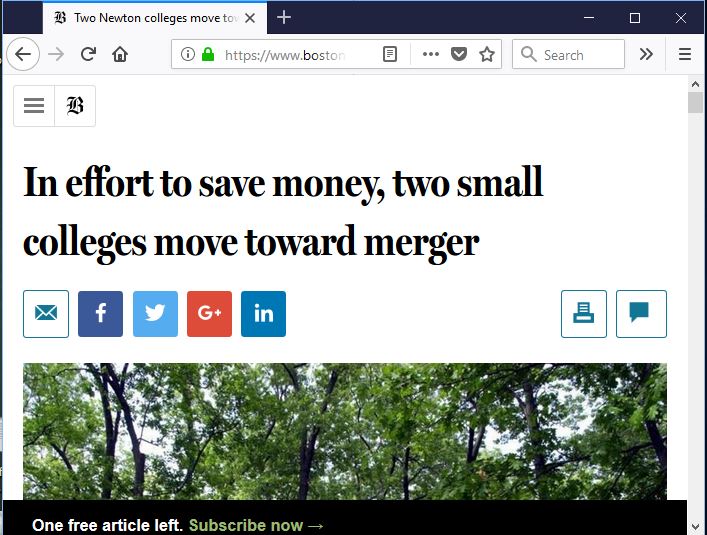 B Two Newton colleges move tow
https://www.boston
Search
B
In effort to save money, two small
colleges move toward merger
f G+ in
One free article left. Subscribe now →